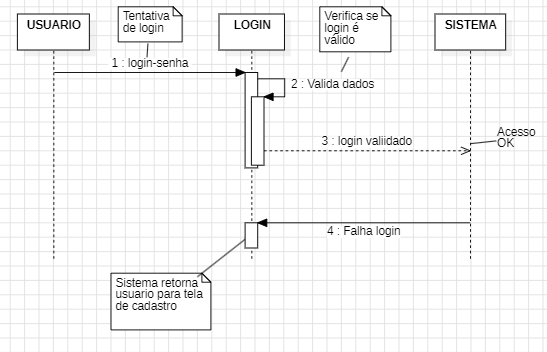 USUARIO
Tentativa
de login
LOGIN
Verifica se
login é
válido
SISTEMA
1 : login-senha
2 : Valida dados
3 : login valiidado
Acesso
OK
4 : Falha login
Sistema retorna
usuario para tela
de cadastro